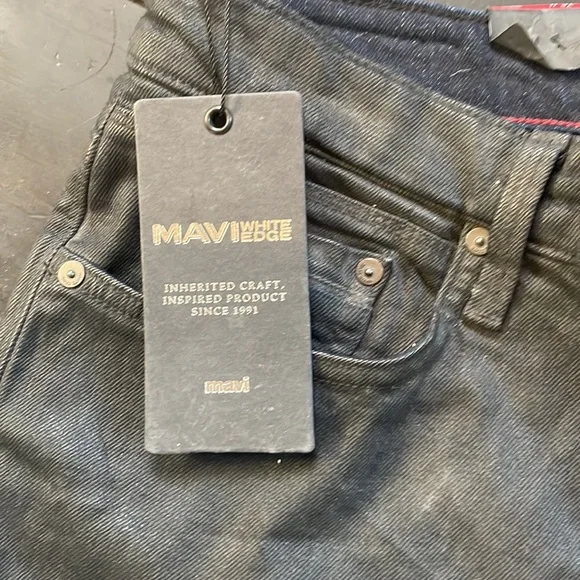 MAVI WHITE EDGE
INHERITED CRAFT,
INSPIRED PRODUCT
SINCE 1991
mavi